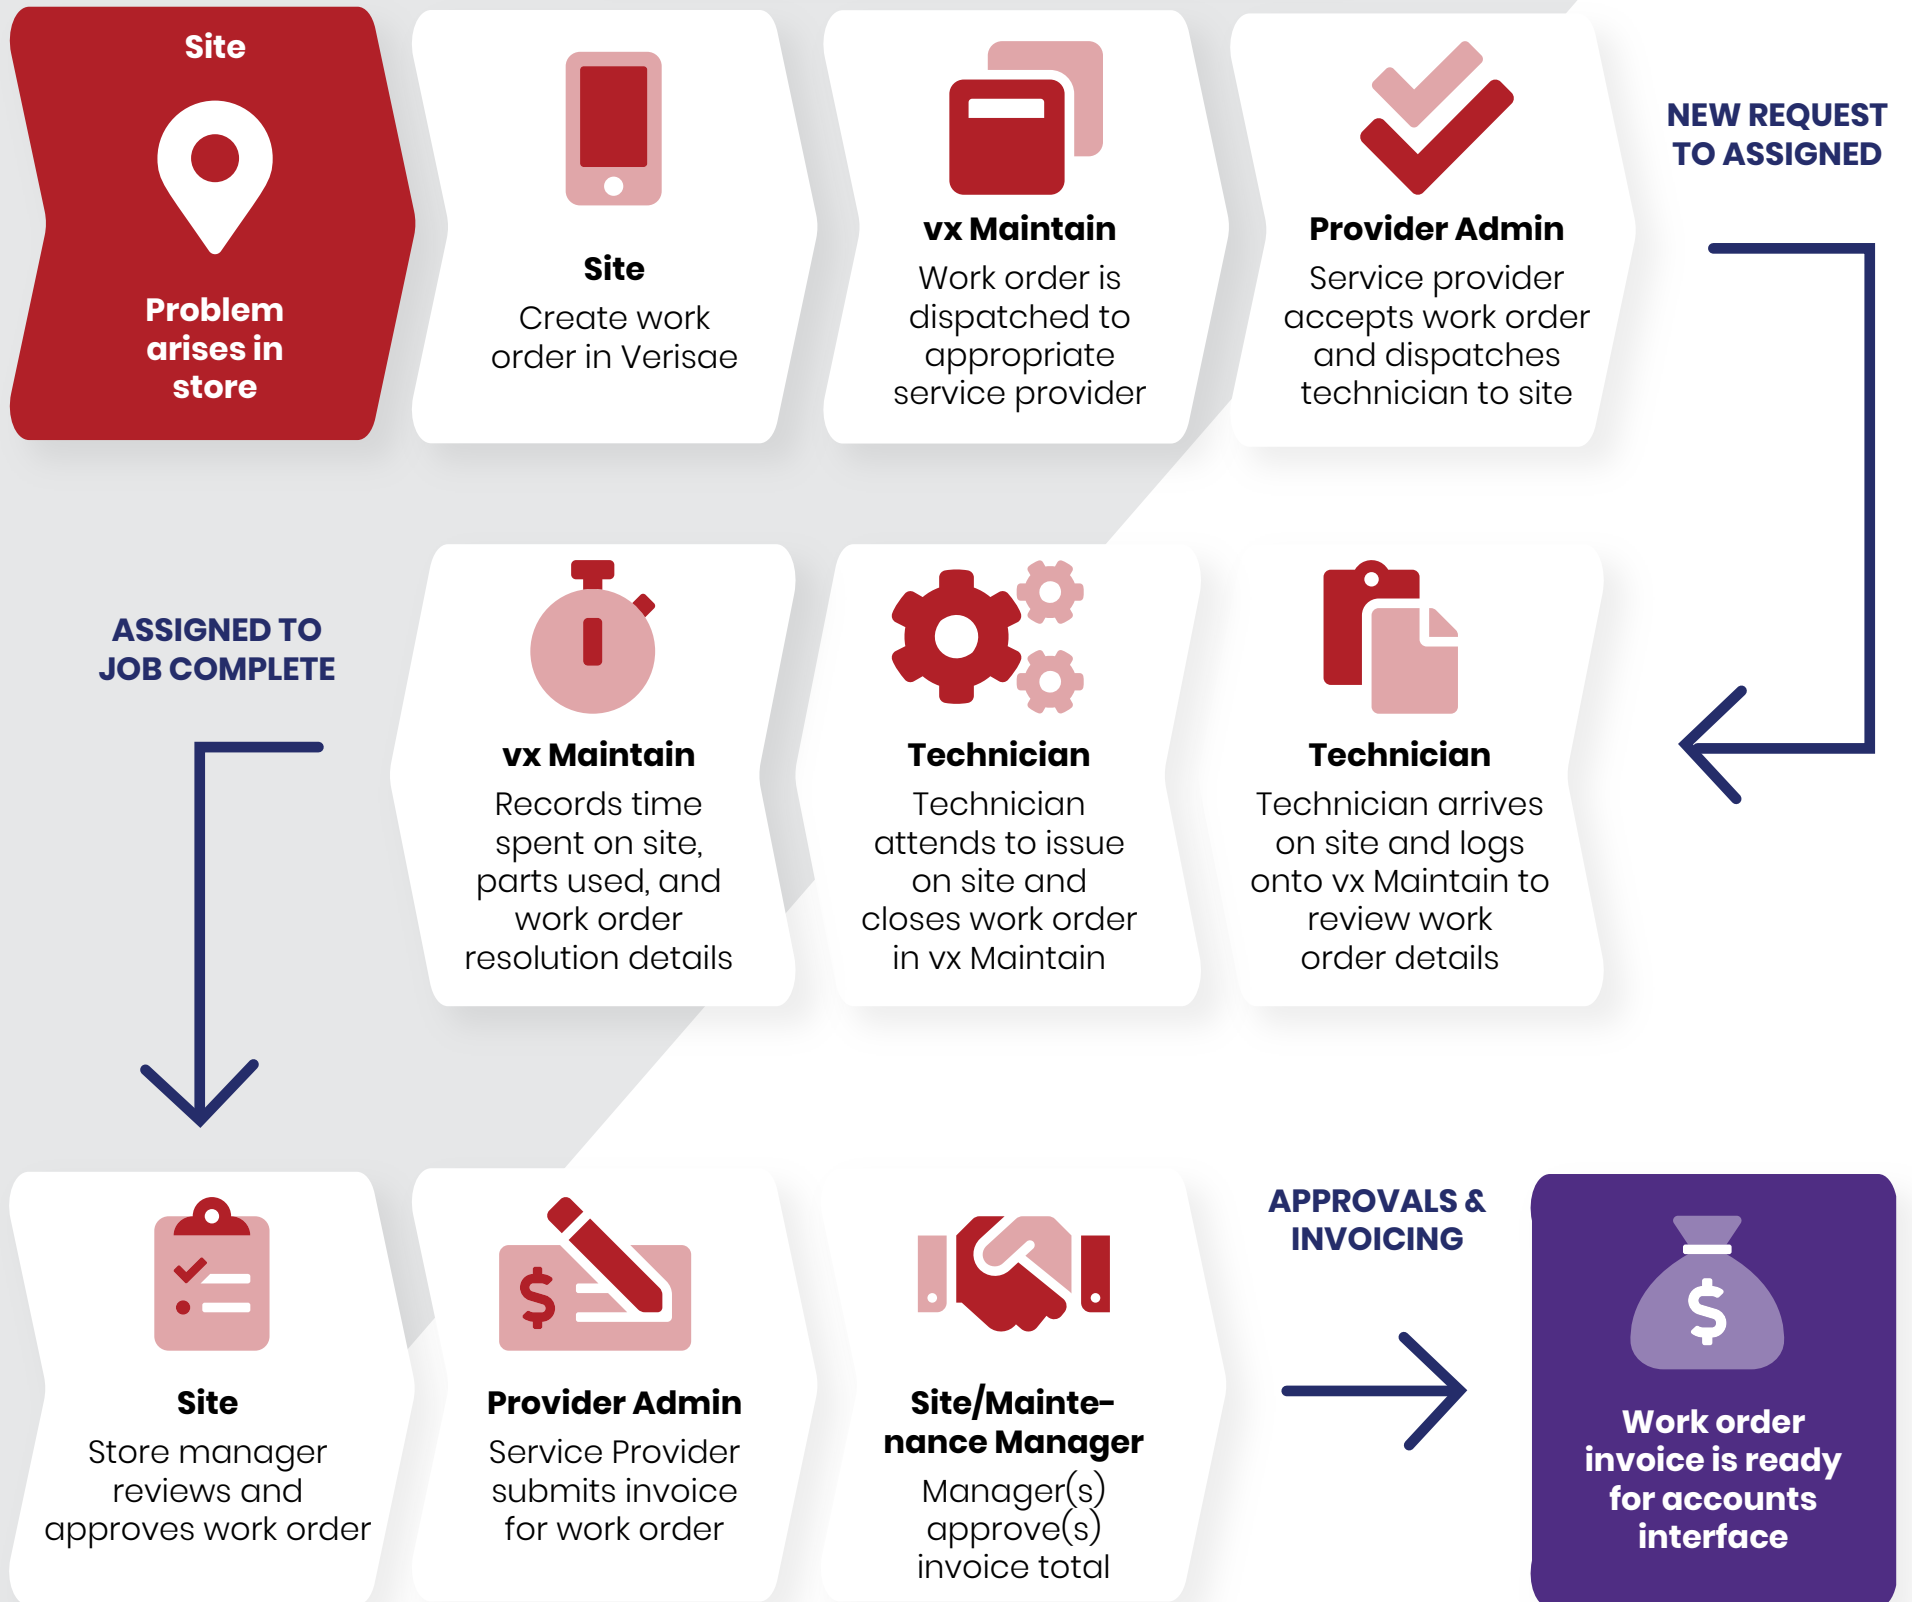 Site
Problem
arises in
store
Site
Create work
order in Verisae
vx Maintain
Work order is
dispatched to
appropriate
service provider
Provider Admin
Service provider
accepts work order
and dispatches
technician to site
NEW REQUEST
TO ASSIGNED
Technician
Technician arrives
on site and logs
onto vx Maintain to
review work
order details
Technician
Technician
attends to issue
on site and
closes work order
in vx Maintain
vx Maintain
Records time
spent on site,
parts used, and
work order
resolution details
ASSIGNED TO
JOB COMPLETE
Site
Store manager
reviews and
approves work order
$
Provider Admin
Service Provider
submits invoice
for work order
Site/Mainte-
nance Manager
Manager(s)
approve(s)
invoice total
APPROVALS &
INVOICING
$
Work order
invoice is ready
for accounts
interface